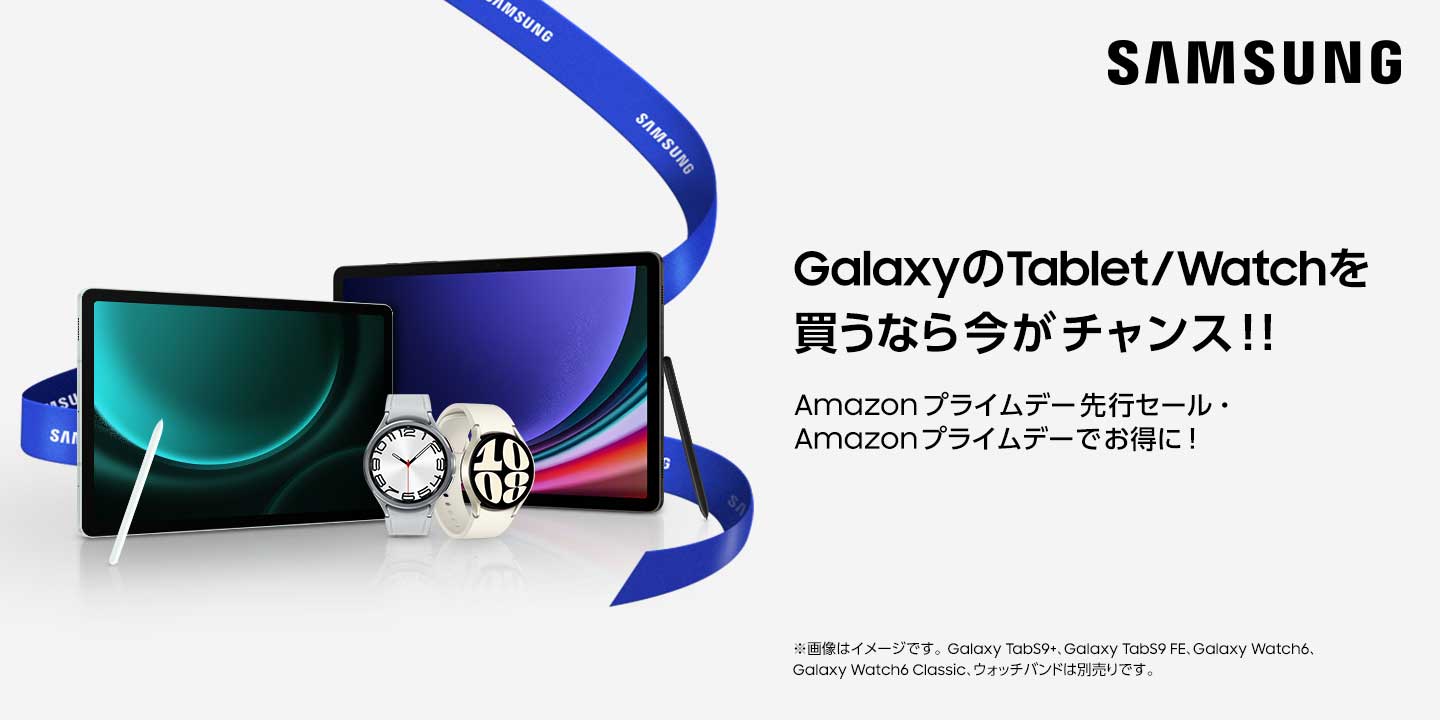 SAMSUNG
SAMSUNG
SAMSUNG
GalaxyのTablet/Watchを
買うなら今がチャンス!!
Amazonプライムデー先行セール・
Amazonプライムデーでお得に!
12
10
08
※画像はイメージです。Galaxy TabS9+、Galaxy TabS9 FE、Galaxy Watch6、
Galaxy Watch6 Classic、ウォッチバンドは別売りです。